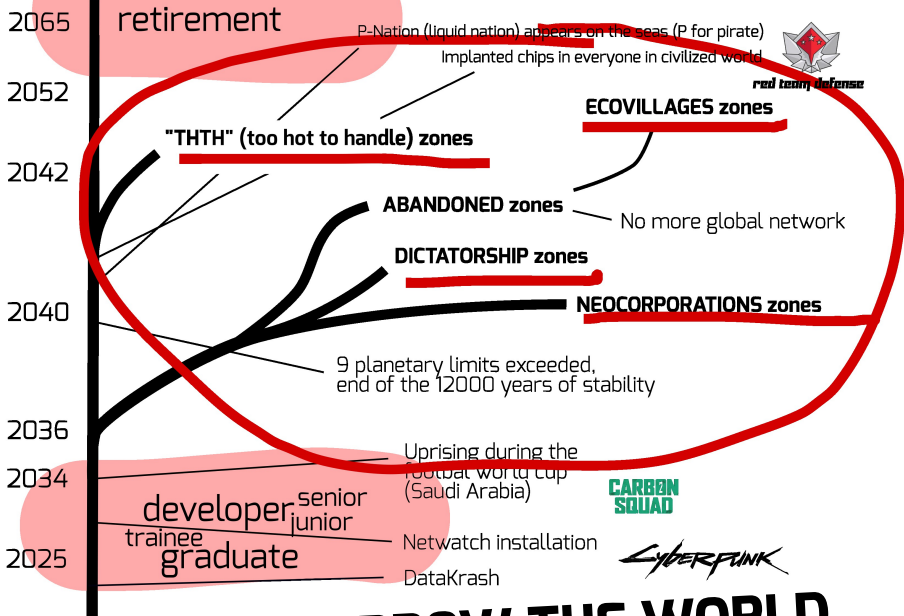 2065
retirement
P-Nation (liquid nation) appears on the seas (P for pirate)
Implanted chips in everyone in civilized world
red team defense
2052
ECOVILLAGES zones
"THTH" (too hot to handle) zones
2042
ABANDONED zones
No more global network
DICTATORSHIP zones
2040
NEOCORPORATIONS zones
9 planetary limits exceeded,
end of the 12000 years of stability
2036
Uprising during the
footbal world cup
(Saudi Arabia)
2034
CARBON
SQUAD
developer senior
junior
trainee
graduate
Netwatch installation
2025
CYBERPUNK
DataKrash
THE WORLD